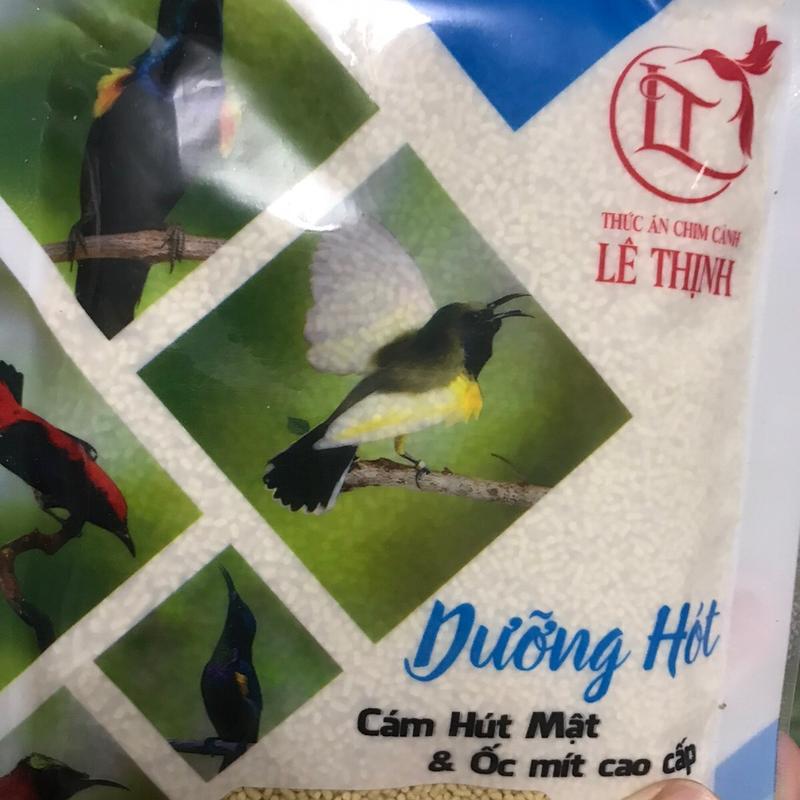 LT
THỨC ĂN CHIM CẢNH
LÊ THỊNH
Dưỡng Hót
Cám Hút Mật
& Ốc mít cao cấp